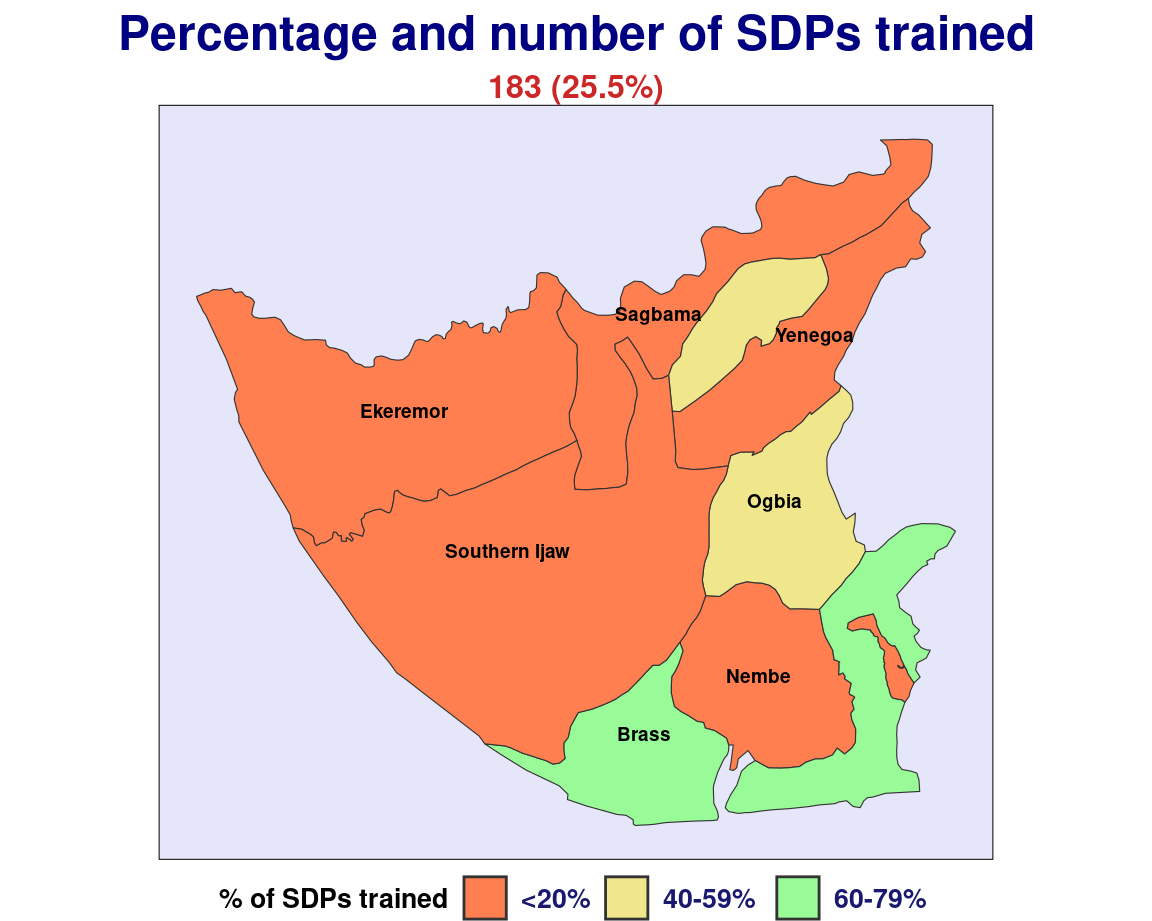 Percentage and number of SDPs trained
183 (25.5%)
Sagbama
Yenegoa
Ekeremor
Ogbia
Southern Ijaw
Nembe
Brass
% of SDPs trained <20% 40-59% 60-79%